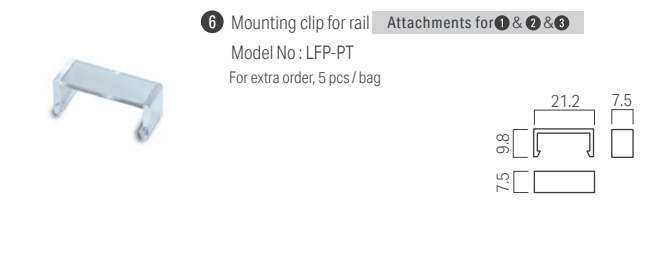 6 Mounting clip for rail Attachments for 1 & 2 & 3
Model No : LFP-PT
For extra order, 5 pcs / bag
21.2 7.5
9.8
7.5